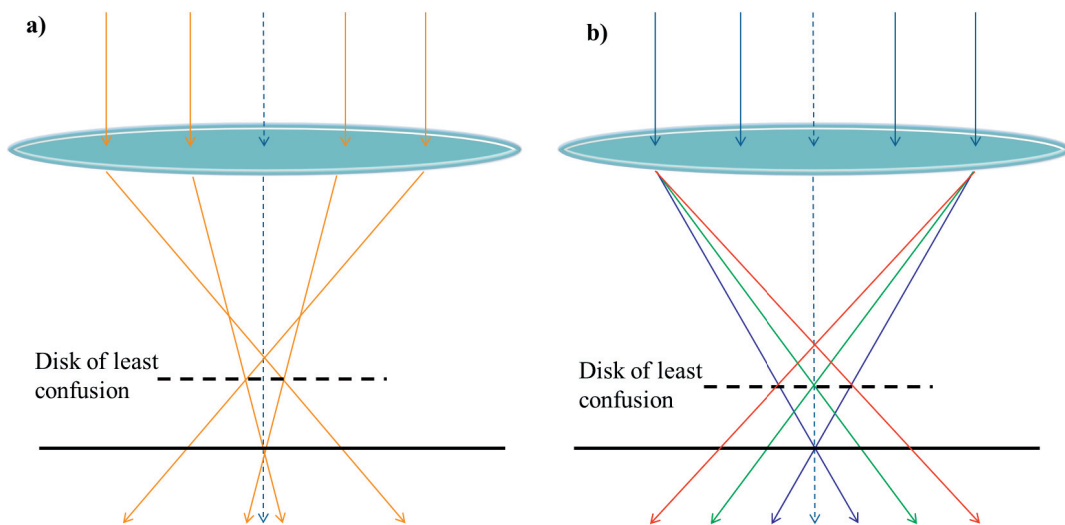 a)
b)
Disk of least
confusion
Disk of least
confusion